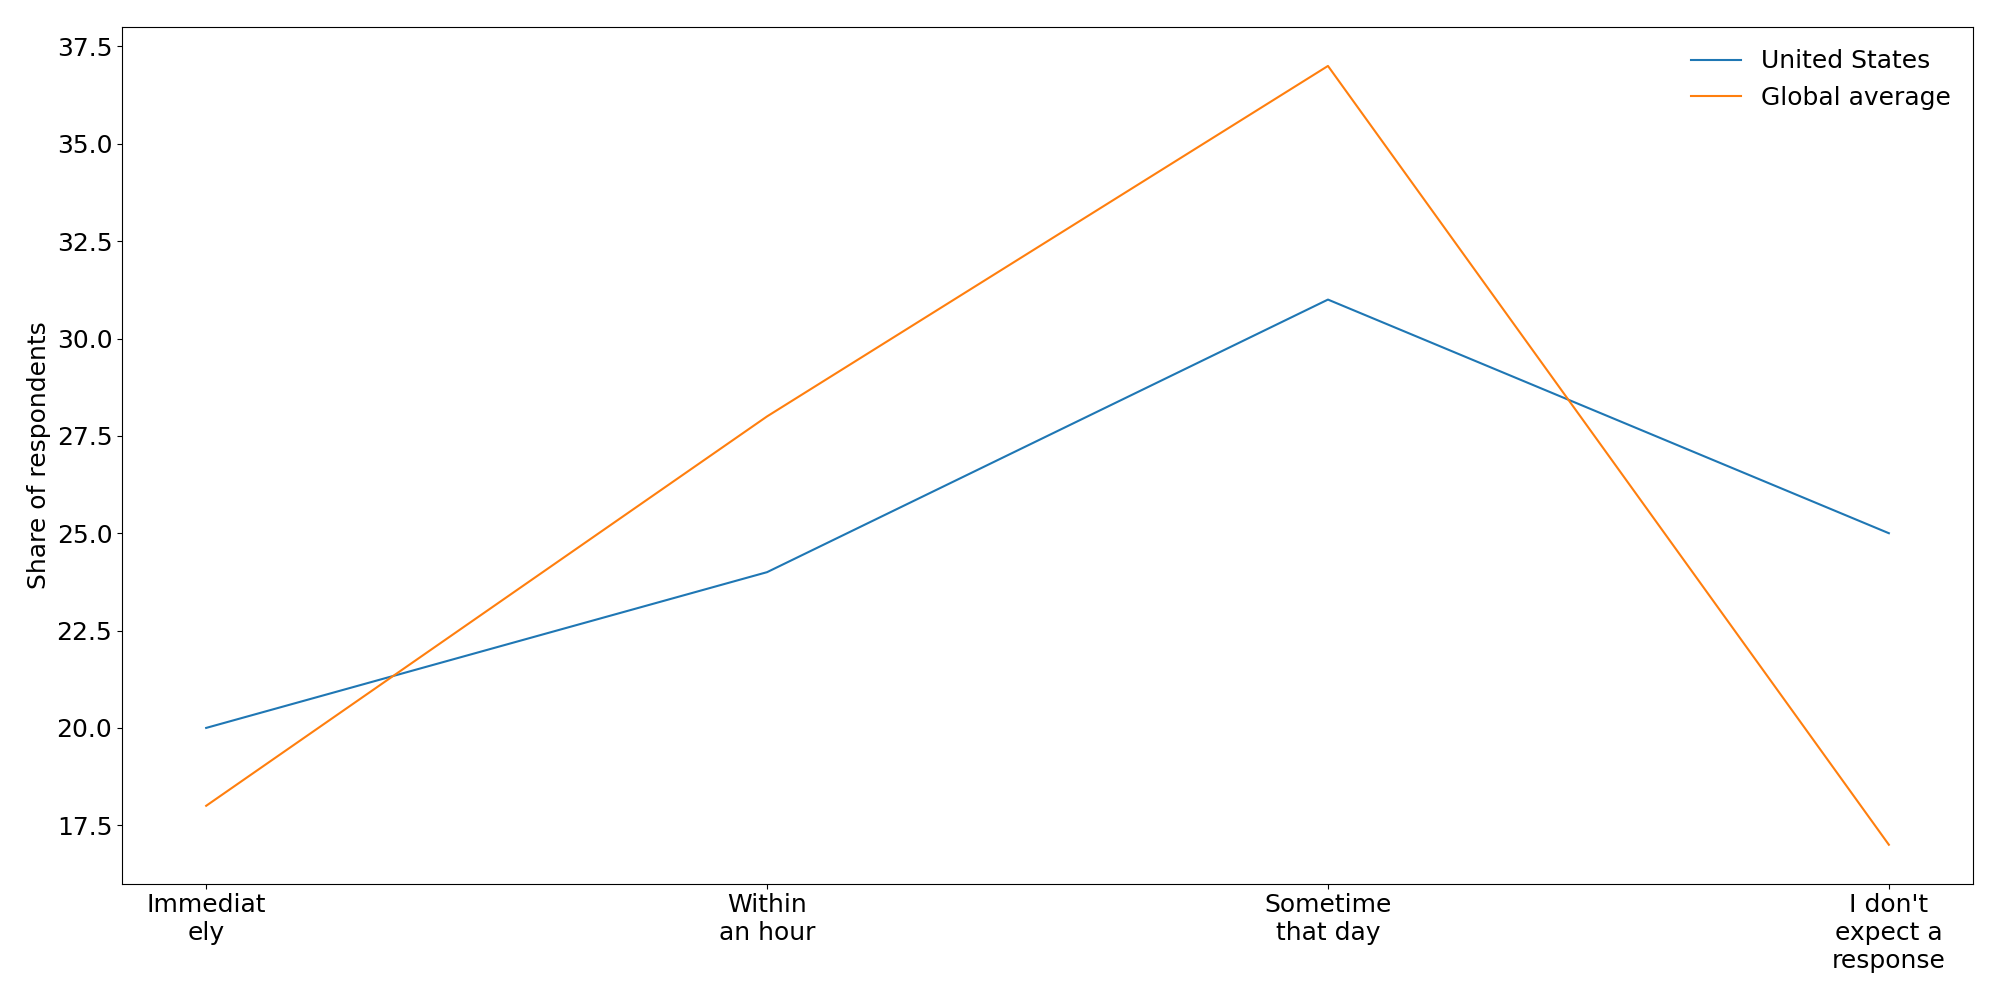 37.5
35.0
32.5
30.0
27.5
25.0
22.5
20.0
17.5
Share of respondents
United States
Global average
Immediat
ely
Within
an hour
Sometime
that day
I don't
expect a
response